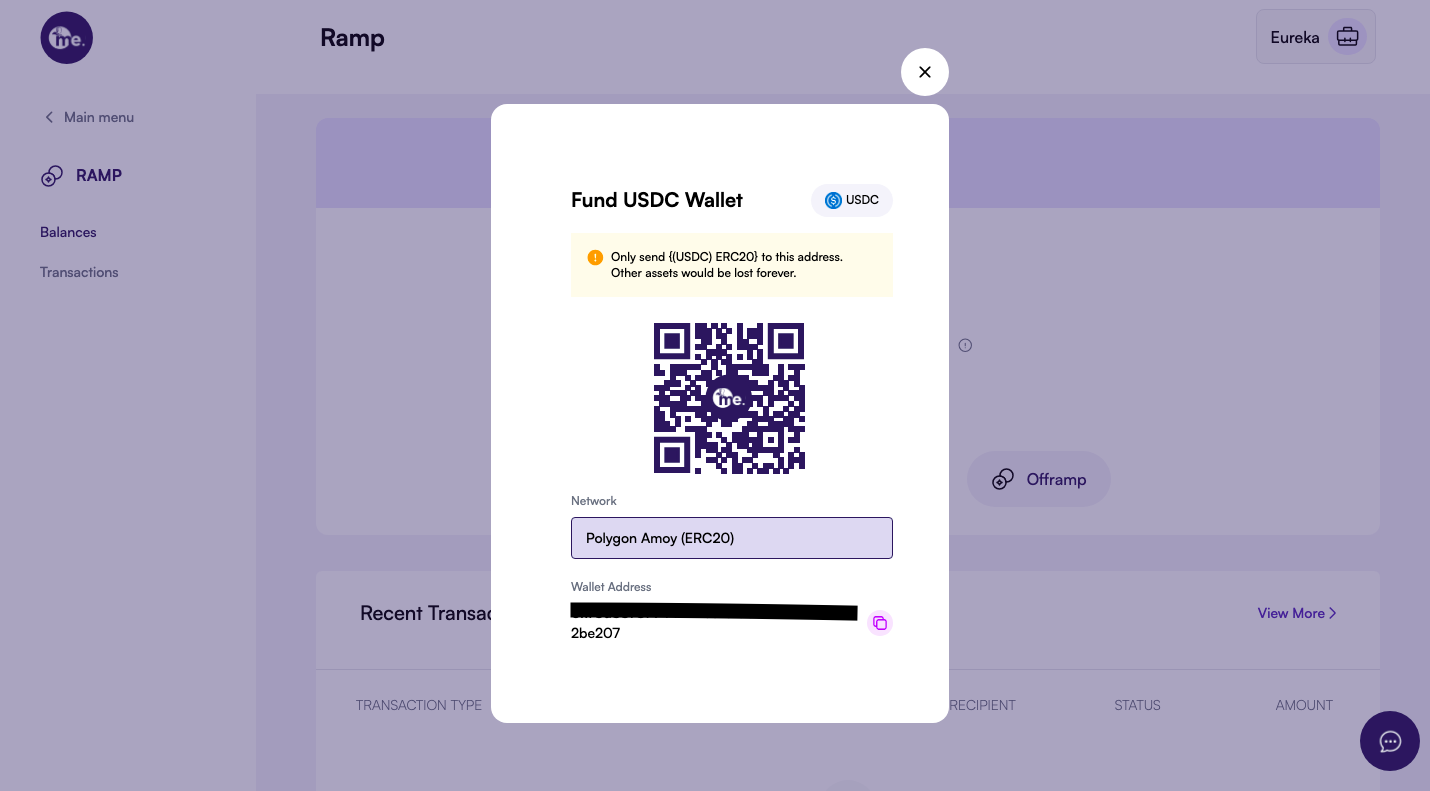 me.
Ramp
Eureka
Main menu
RAMP
Balances
Transactions
Fund USDC Wallet
USDC
Only send {(USDC) ERC20} to this address.
Other assets would be lost forever.
me.
Network
Polygon Amoy (ERC20)
Wallet Address
2be207
Offramp
Recent Transac
View More
TRANSACTION TYPE
RECIPIENT
STATUS
AMOUNT